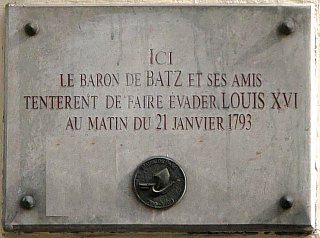 ICI
LE BARON DE BATZ ET SES AMIS
TENTERENT DE FAIRE EVADER LOUIS XVI
AU MATIN DU 21 JANVIER 1793